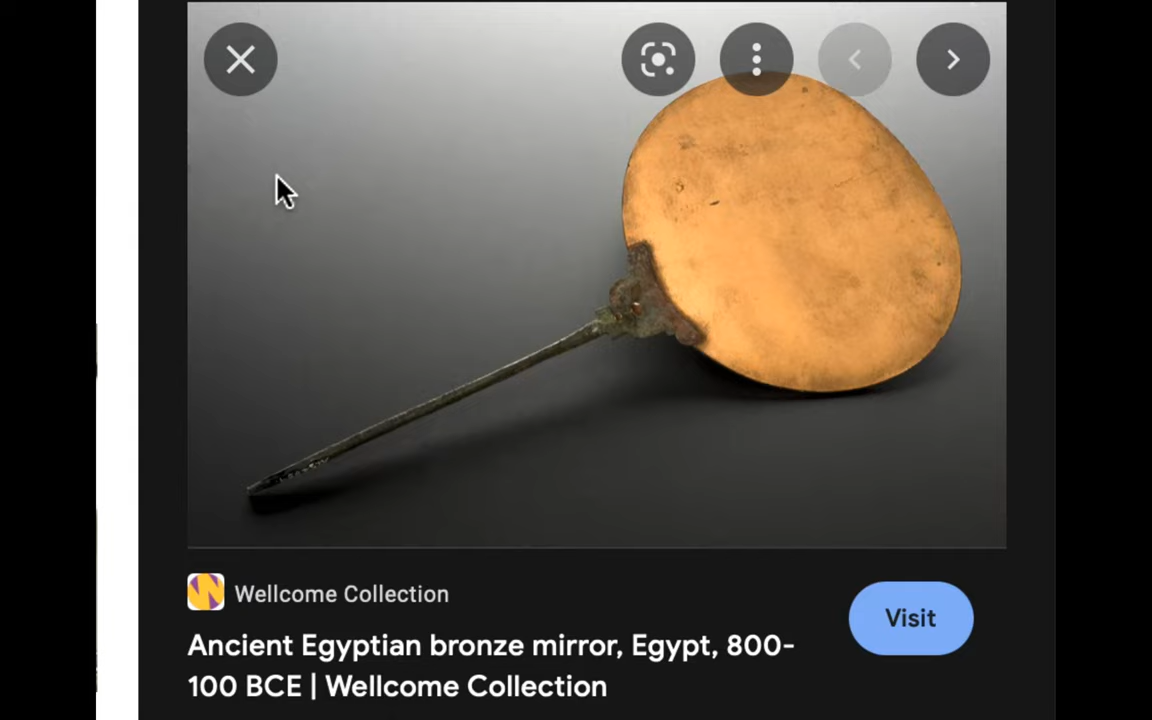 Wellcome Collection
Visit
Ancient Egyptian bronze mirror, Egypt, 800-
100 BCE | Wellcome Collection